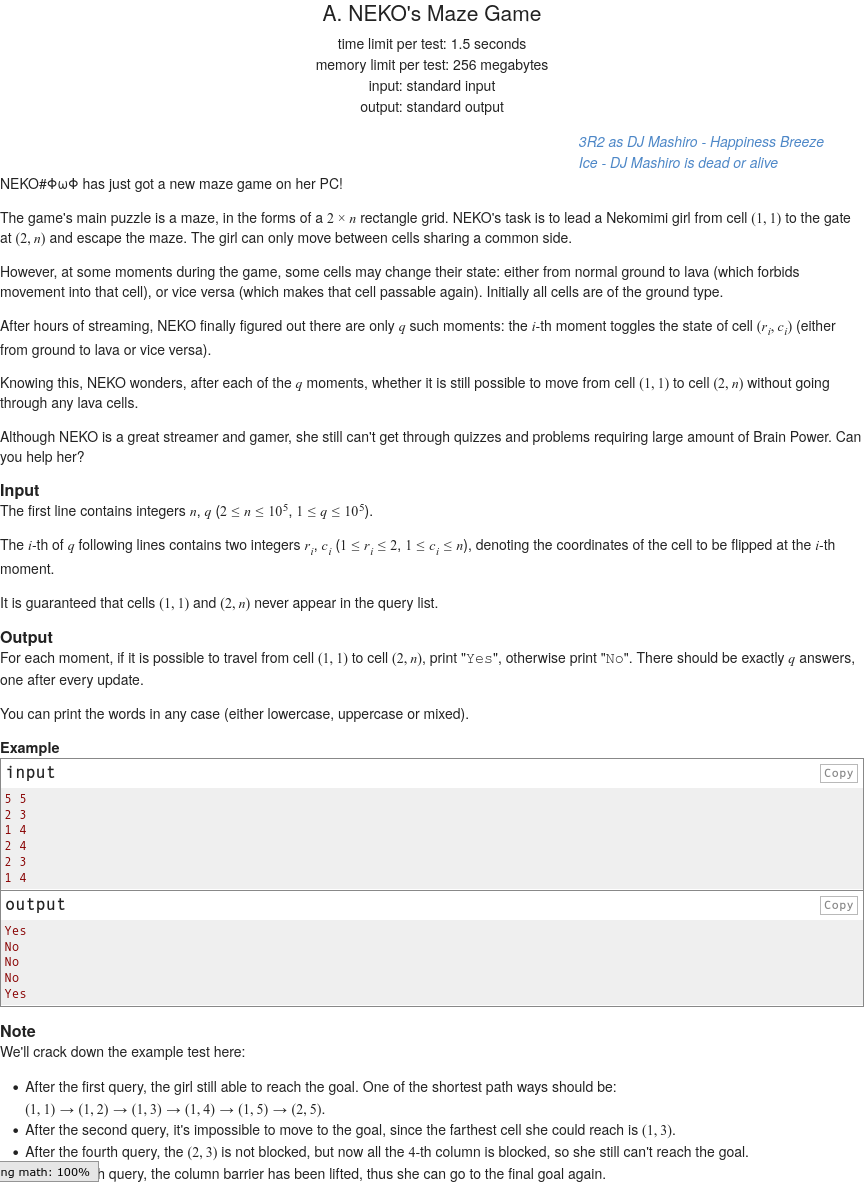 A. NEKO's Maze Game
time limit per test: 1.5 seconds
memory limit per test: 256 megabytes
input: standard input
output: standard output
3R2 as DJ Mashiro - Happiness Breeze
Ice - DJ Mashiro is dead or alive
NEKO#ΦωΦ has just got a new maze game on her PC!
The game's main puzzle is a maze, in the forms of a 2 × n rectangle grid. NEKO's task is to lead a Nekomimi girl from cell (1, 1) to the gate
at (2, n) and escape the maze. The girl can only move between cells sharing a common side.
However, at some moments during the game, some cells may change their state: either from normal ground to lava (which forbids
movement into that cell), or vice versa (which makes that cell passable again). Initially all cells are of the ground type.
After hours of streaming, NEKO finally figured out there are only q such moments: the i-th moment toggles the state of cell (r_i, c_i) (either
from ground to lava or vice versa).
Knowing this, NEKO wonders, after each of the q moments, whether it is still possible to move from cell (1, 1) to cell (2, n) without going
through any lava cells.
Although NEKO is a great streamer and gamer, she still can't get through quizzes and problems requiring large amount of Brain Power. Can
you help her?
Input
The first line contains integers n, q (2 ≤ n ≤ 10^5, 1 ≤ q ≤ 10^5).
The i-th of q following lines contains two integers r_i, c_i (1 ≤ r_i ≤ 2, 1 ≤ c_i ≤ n), denoting the coordinates of the cell to be flipped at the i-th
moment.
It is guaranteed that cells (1, 1) and (2, n) never appear in the query list.
Output
For each moment, if it is possible to travel from cell (1, 1) to cell (2, n), print "Yes", otherwise print "No". There should be exactly q answers,
one after every update.
You can print the words in any case (either lowercase, uppercase or mixed).
Example
input Copy
5 5
2 3
1 4
2 4
2 3
1 4
output Copy
Yes
No
No
No
Yes
Note
We'll crack down the example test here:
• After the first query, the girl still able to reach the goal. One of the shortest path ways should be:
(1, 1) → (1, 2) → (1, 3) → (1, 4) → (1, 5) → (2, 5).
• After the second query, it's impossible to move to the goal, since the farthest cell she could reach is (1, 3).
• After the fourth query, the (2, 3) is not blocked, but now all the 4-th column is blocked, so she still can't reach the goal.
ng math: 100% h query, the column barrier has been lifted, thus she can go to the final goal again.